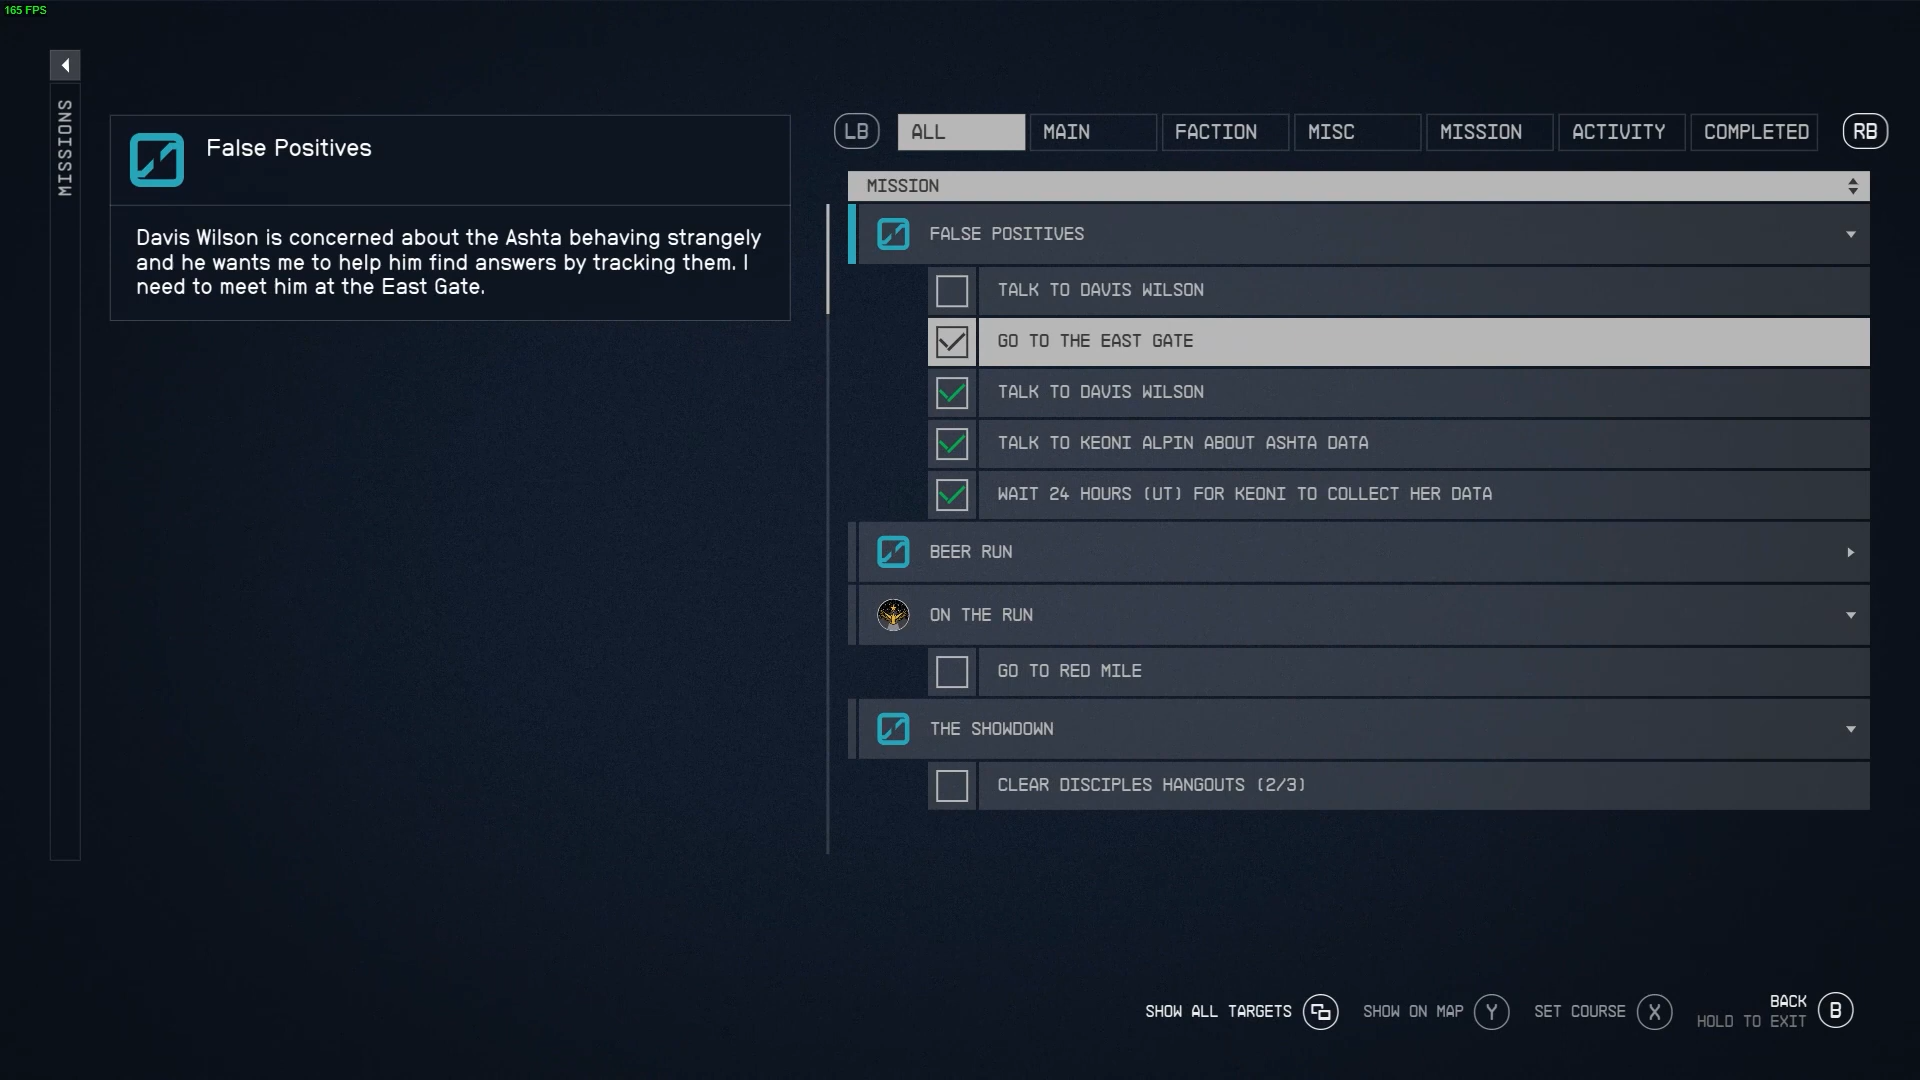 165 FPS
MISSIONS
False Positives
Davis Wilson is concerned about the Ashta behaving strangely
and he wants me to help him find answers by tracking them. I
need to meet him at the East Gate.
LB ALL MAIN FACTION MISC MISSION ACTIVITY COMPLETED RB
MISSION
FALSE POSITIVES
TALK TO DAVIS WILSON
GO TO THE EAST GATE
TALK TO DAVIS WILSON
TALK TO KEONI ALPIN ABOUT ASHTA DATA
WAIT 24 HOURS (UT) FOR KEONI TO COLLECT HER DATA
BEER RUN
ON THE RUN
GO TO RED MILE
THE SHOWDOWN
CLEAR DISCIPLES HANGOUTS (2/3)
SHOW ALL TARGETS SHOW ON MAP Y SET COURSE X BACK B
HOLD TO EXIT